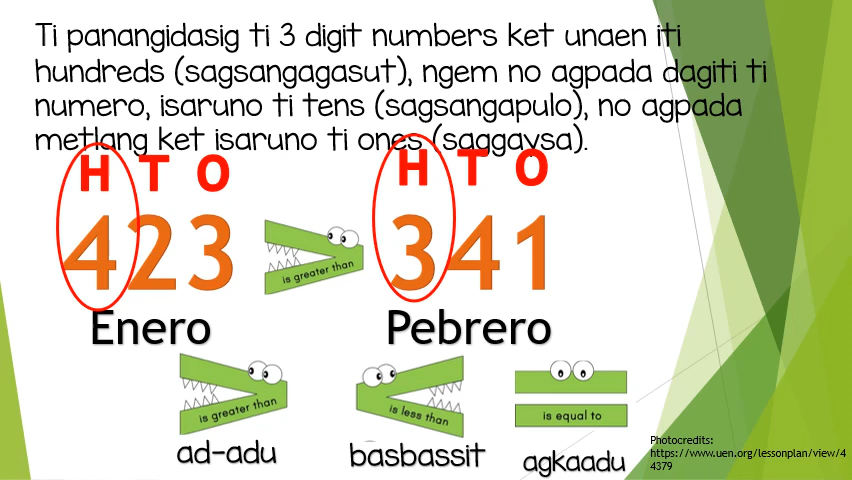 Ti panangidasig ti 3 digit numbers ket unaen iti
hundreds (sagsangagasut), ngem no agpada dagiti ti
numero, isaruno ti tens (sagsangapulo), no agpada
metlang ket isaruno ti ones (saggaysa).
H T O H T O
423 is greater than 341
Enero Pebrero
is greater than is less than is equal to
ad-adu basbassit agkaadu
Photocredits:
https://www.uen.org/lessonplan/view/4
4379